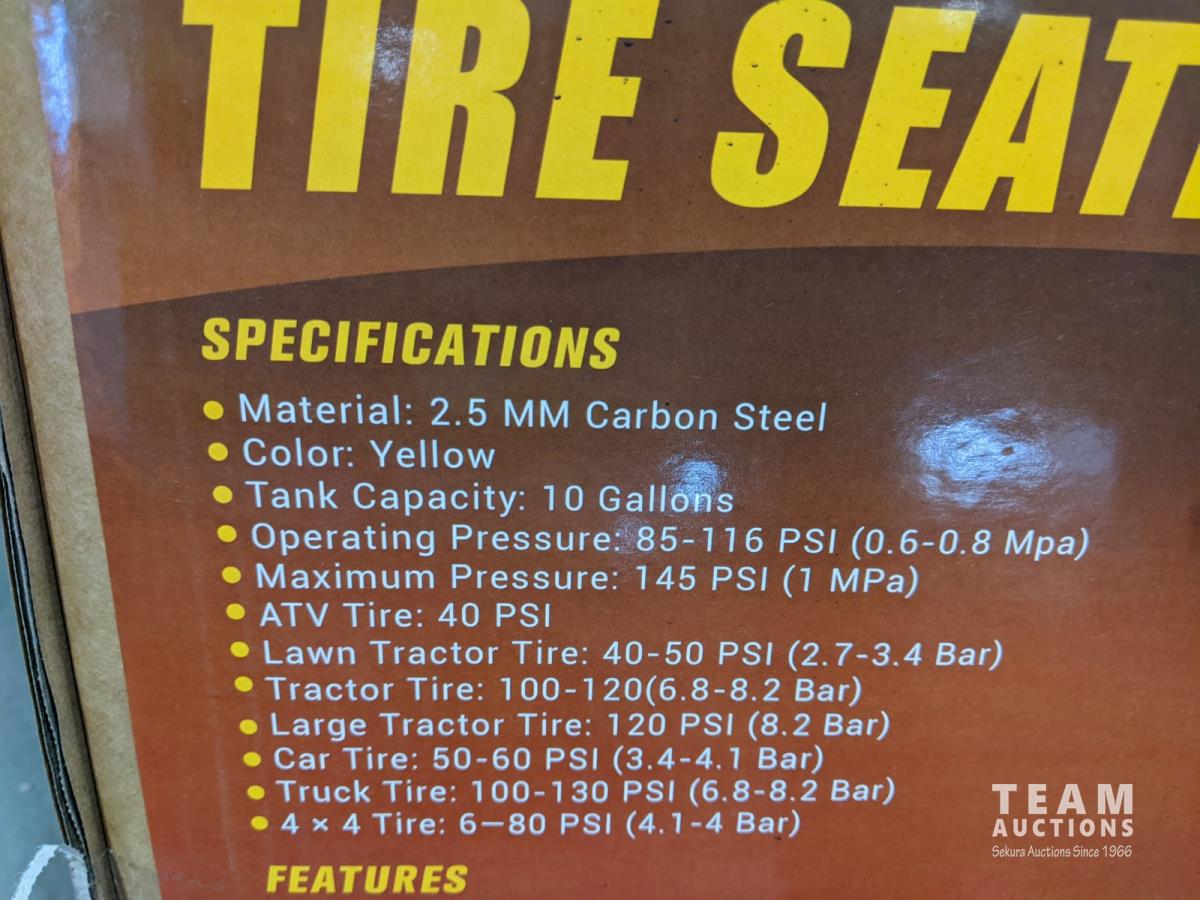 TIRE SEAT
SPECIFICATIONS
• Material: 2.5 MM Carbon Steel
• Color: Yellow
• Tank Capacity: 10 Gallons
• Operating Pressure: 85-116 PSI (0.6-0.8 Mpa)
• Maximum Pressure: 145 PSI (1 MPa)
• ATV Tire: 40 PSI
• Lawn Tractor Tire: 40-50 PSI (2.7-3.4 Bar)
• Tractor Tire: 100-120(6.8-8.2 Bar)
• Large Tractor Tire: 120 PSI (8.2 Bar)
• Car Tire: 50-60 PSI (3.4-4.1 Bar)
• Truck Tire: 100-130 PSI (6.8-8.2 Bar)
• 4 × 4 Tire: 6—80 PSI (4.1-4 Bar)
FEATURES
TEAM
AUCTIONS
Sekura Auctions Since 1966